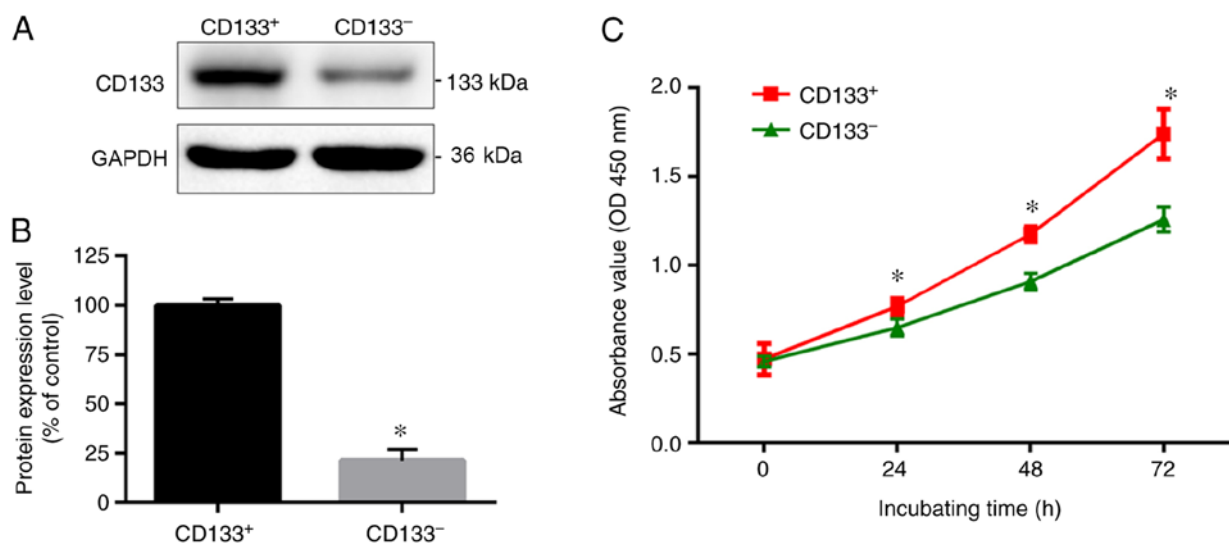 A
CD133⁺ CD133⁻
CD133
133 kDa
GAPDH
36 kDa
B
Protein expression level
(% of control)
125
100
75
50
25
0
*
CD133⁺ CD133⁻
C
Absorbance value (OD 450 nm)
2.0
1.5
1.0
0.5
0.0
CD133⁺
CD133⁻
*
*
*
0 24 48 72
Incubating time (h)